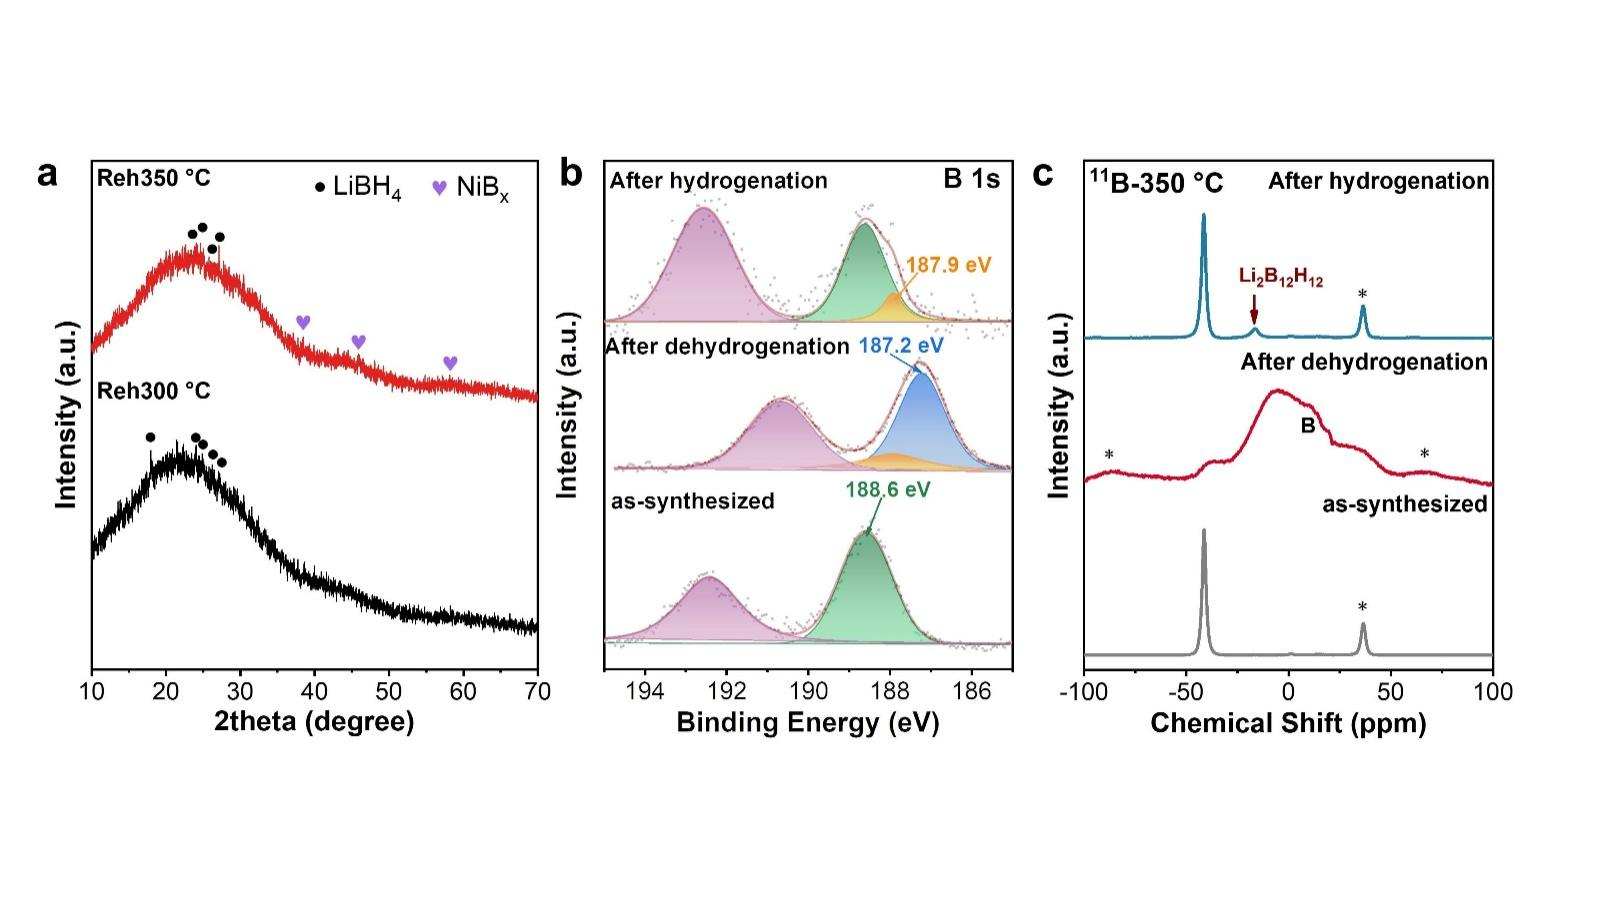 a
Reh350 °C
● LiBH₄ ♥ NiBₓ
Reh300 °C
Intensity (a.u.)
10 20 30 40 50 60 70
2theta (degree)
b
After hydrogenation B 1s
187.9 eV
After dehydrogenation 187.2 eV
188.6 eV
as-synthesized
Intensity (a.u.)
194 192 190 188 186
Binding Energy (eV)
c
¹¹B-350 °C After hydrogenation
Li₂B₁₂H₁₂
*
After dehydrogenation
B
* *
as-synthesized
*
Intensity (a.u.)
-100 -50 0 50 100
Chemical Shift (ppm)